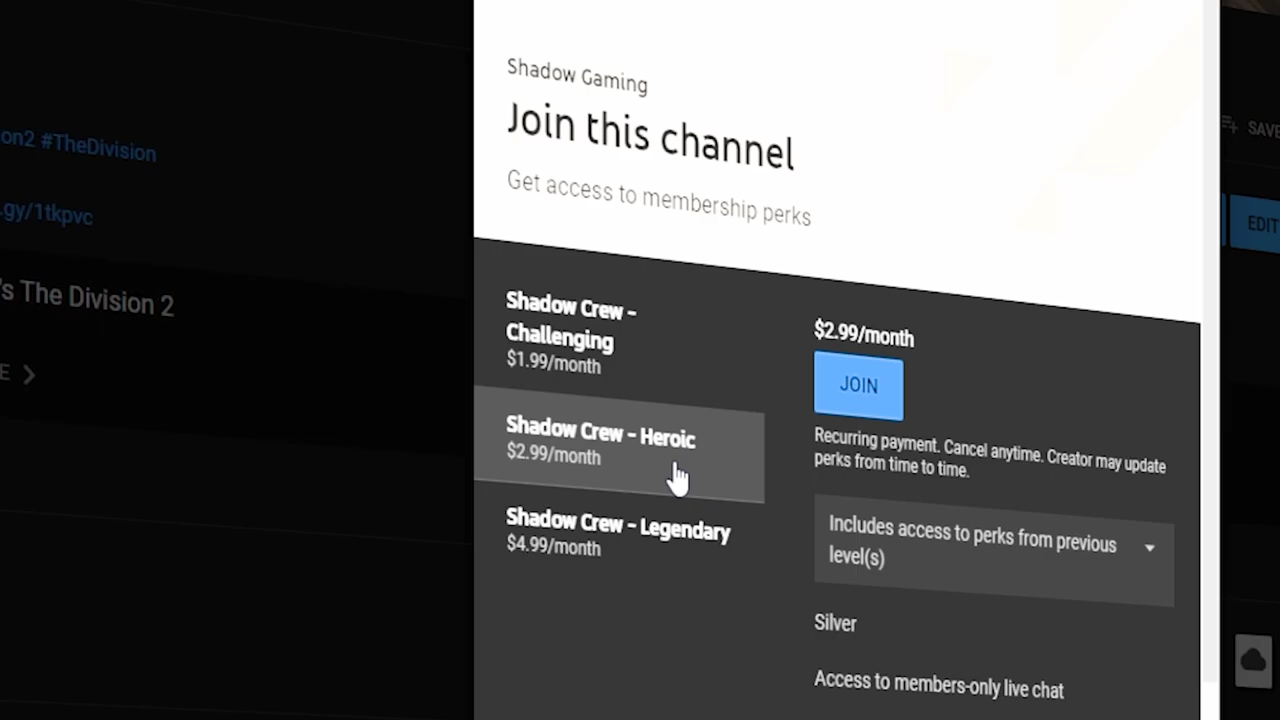 on2 #TheDivision
.gy/1tkpvc
's The Division 2
E
Shadow Gaming
Join this channel
Get access to membership perks
Shadow Crew - Challenging
$1.99/month
Shadow Crew - Heroic
$2.99/month
Shadow Crew - Legendary
$4.99/month
$2.99/month
JOIN
Recurring payment. Cancel anytime. Creator may update
perks from time to time.
Includes access to perks from previous
level(s)
Silver
Access to members-only live chat
SAVE
EDIT